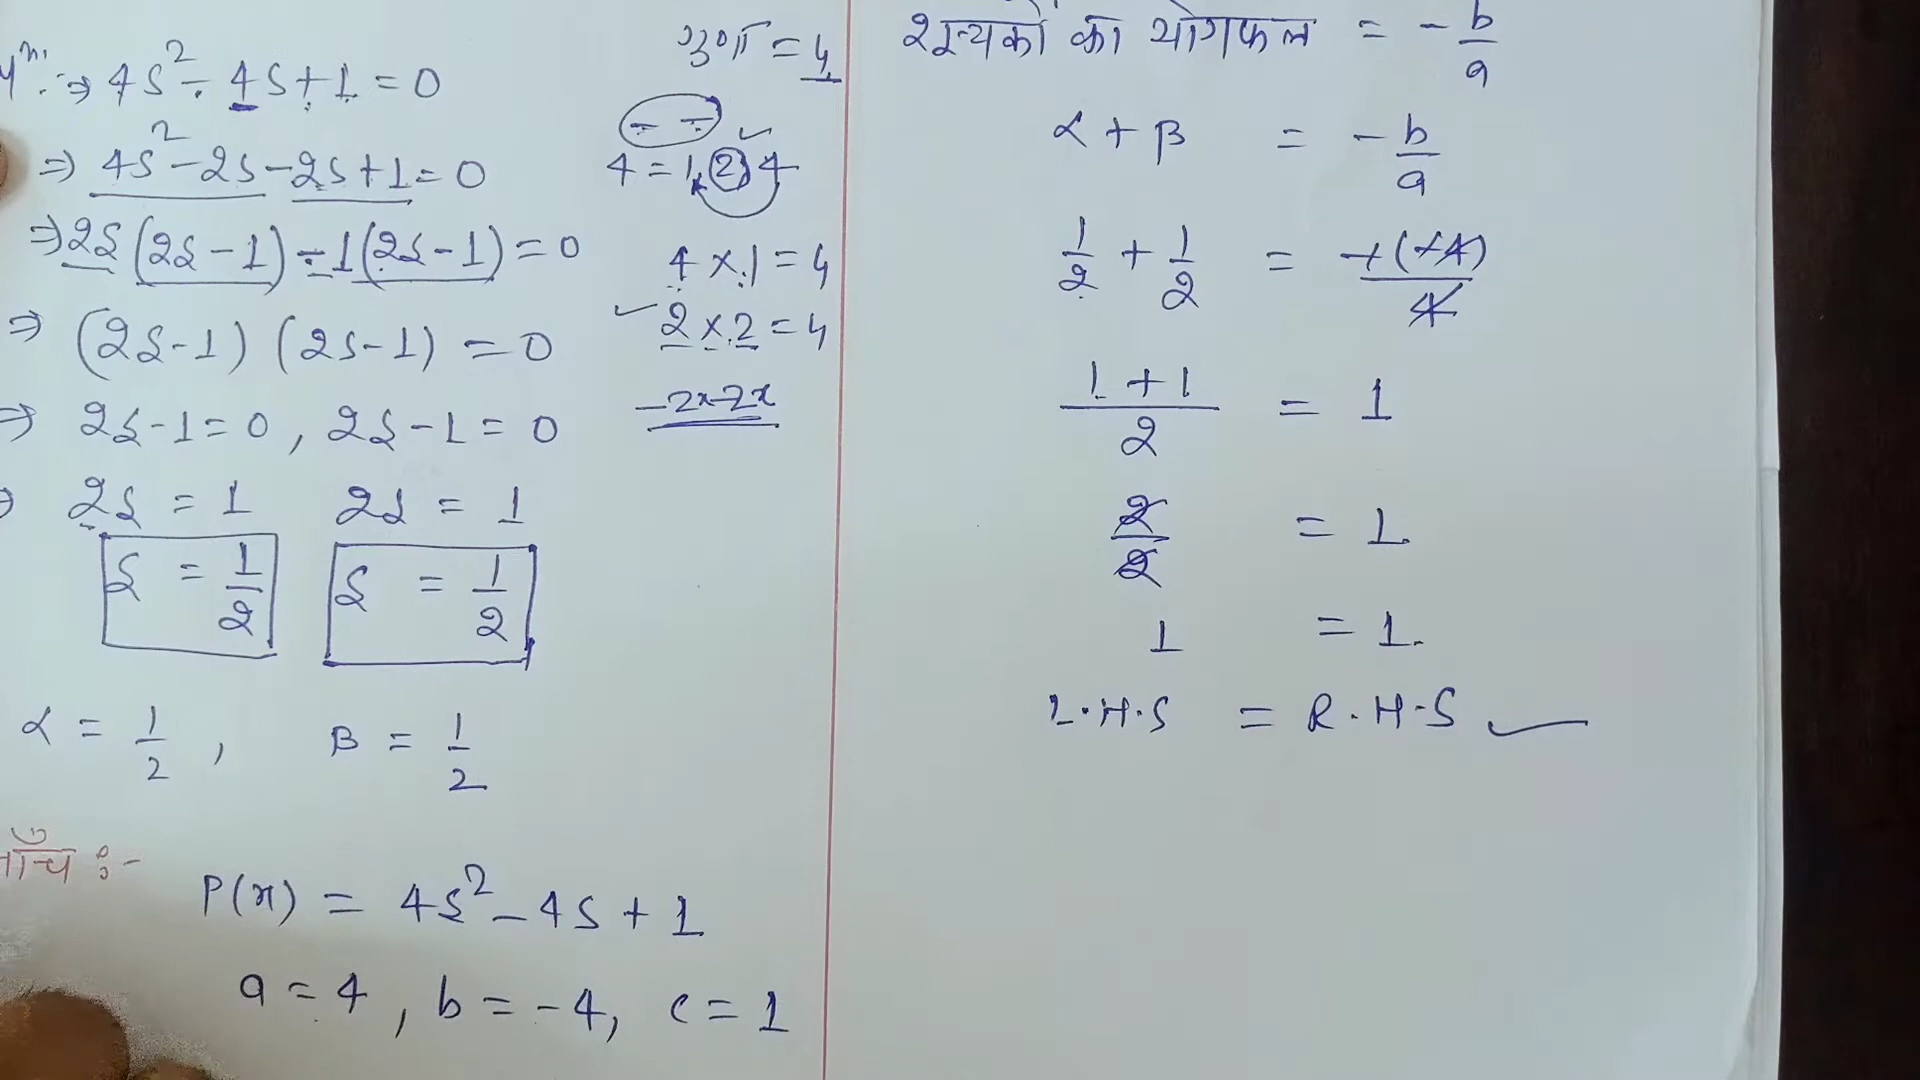 ⇒ 4s² - 4s + 1 = 0
⇒ 4s² - 2s - 2s + 1 = 0
⇒ 2s (2s - 1) - 1(2s - 1) = 0
⇒ (2s - 1) (2s - 1) = 0
⇒ 2s - 1 = 0 , 2s - 1 = 0
⇒ 2s = 1 2s = 1
s = 1/2 s = 1/2
α = 1/2 , β = 1/2
P(x) = 4s² - 4s + 1
a = 4 , b = -4, c = 1
गुणा = 4
- -
4 = 1, 2, 4
4 × 1 = 4
2 × 2 = 4
-2x-2x
शून्यकों का योगफल = - b/a
α + β = - b/a
1/2 + 1/2 = -(-4)/4
1 + 1/2 = 1
2/2 = 1
1 = 1.
L.H.S = R.H.S